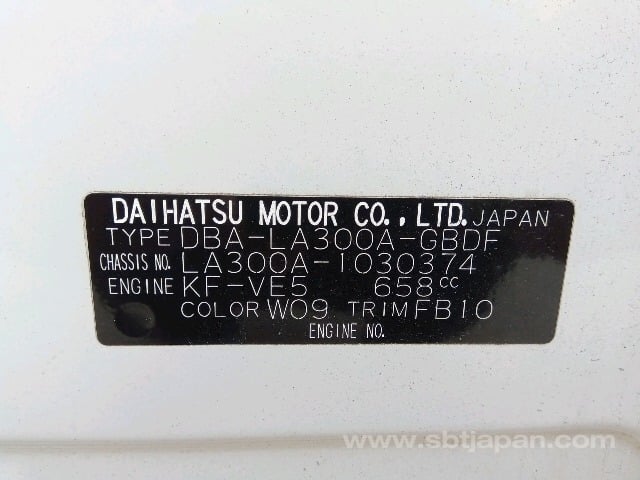 DAIHATSU MOTOR CO., LTD. JAPAN
TYPE DBA-LA300A-GBDF
CHASSIS NO. LA300A-1030374
ENGINE KF-VE5 658cc
COLOR W09 TRIM FB10
ENGINE NO.
www.sbtjapan.com